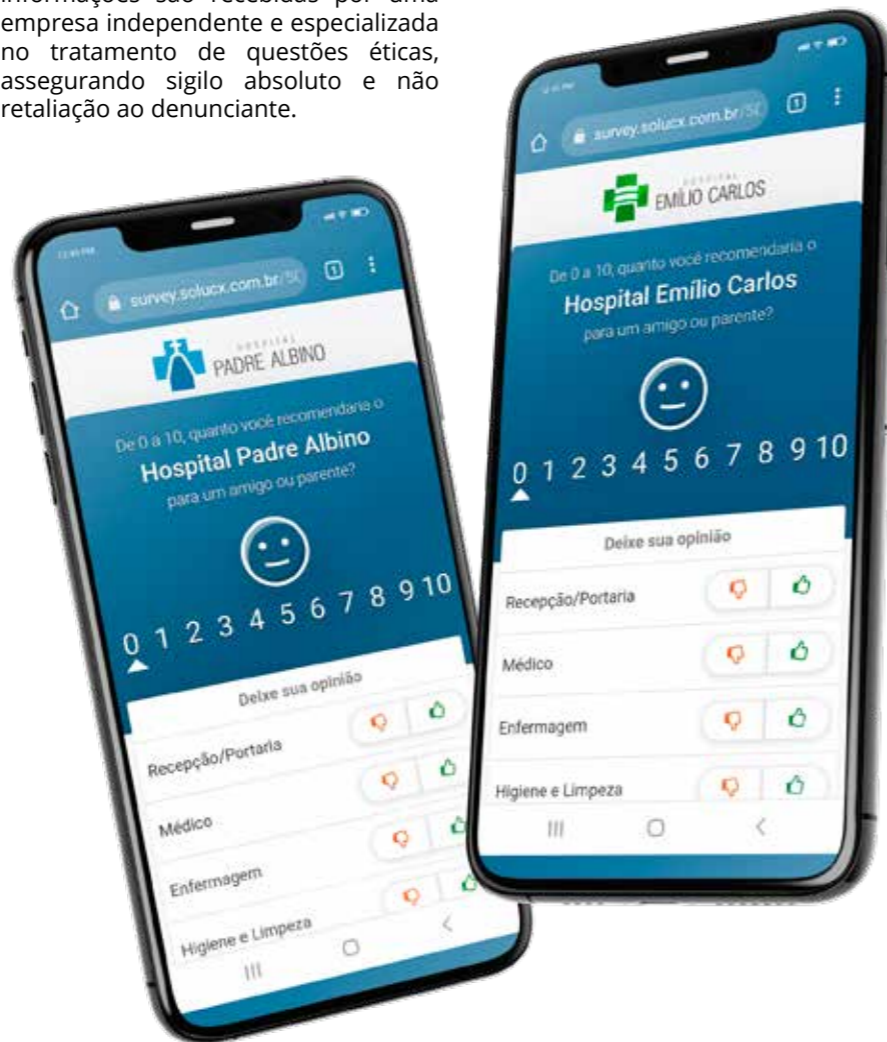 informações são recebidas por uma
empresa independente e especializada
no tratamento de questões éticas,
assegurando sigilo absoluto e não
retaliação ao denunciante.
survey.solucx.com.br/50
1
HOSPITAL
PADRE ALBINO
De 0 a 10, quanto você recomendaria o
Hospital Padre Albino
para um amigo ou parente?
0 1 2 3 4 5 6 7 8 9 10
Deixe sua opinião
Recepção/Portaria
Médico
Enfermagem
Higiene e Limpeza
survey.solucx.com.br/50
1
HOSPITAL
EMÍLIO CARLOS
De 0 a 10, quanto você recomendaria o
Hospital Emílio Carlos
para um amigo ou parente?
0 1 2 3 4 5 6 7 8 9 10
Deixe sua opinião
Recepção/Portaria
Médico
Enfermagem
Higiene e Limpeza